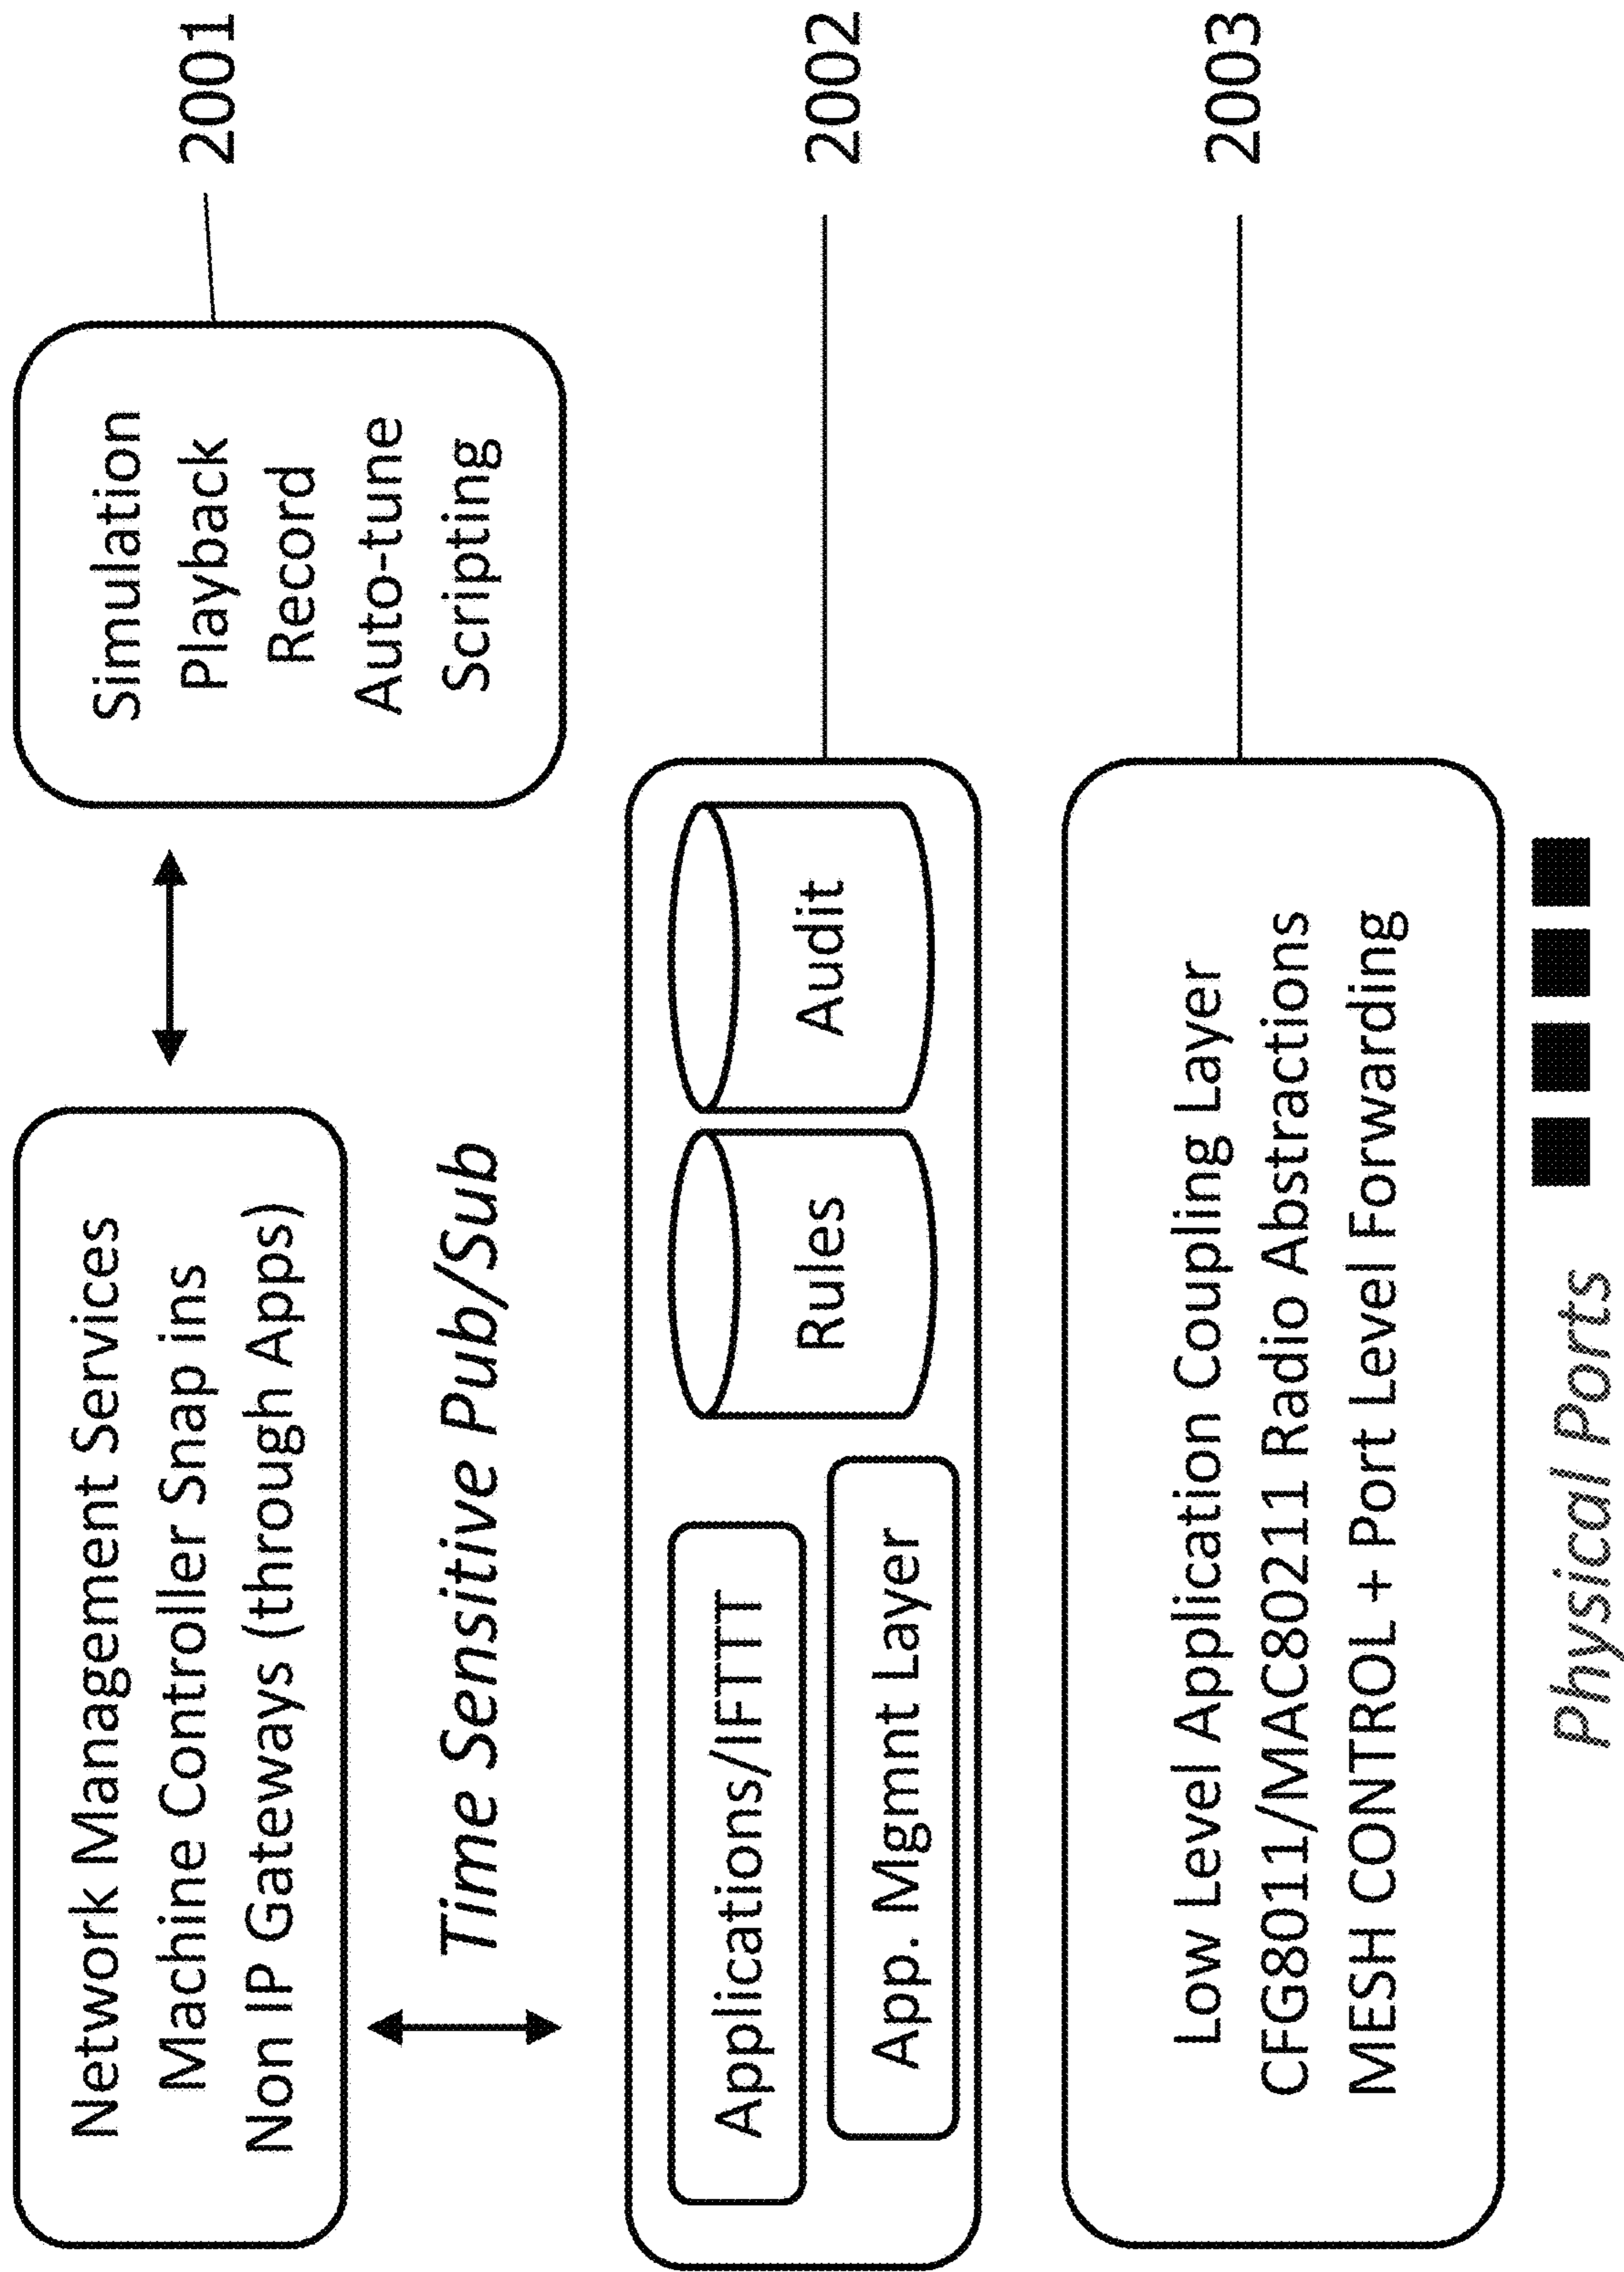 Network Management Services
Machine Controller Snap ins
Non IP Gateways (through Apps)
Simulation
Playback
Record
Auto-tune
Scripting
2001
Time Sensitive Pub/Sub
Applications/IFTTT
App. Mgmnt Layer
Rules
Audit
2002
Low Level Application Coupling Layer
CFG8011/MAC80211 Radio Abstractions
MESH CONTROL + Port Level Forwarding
2003
Physical Ports